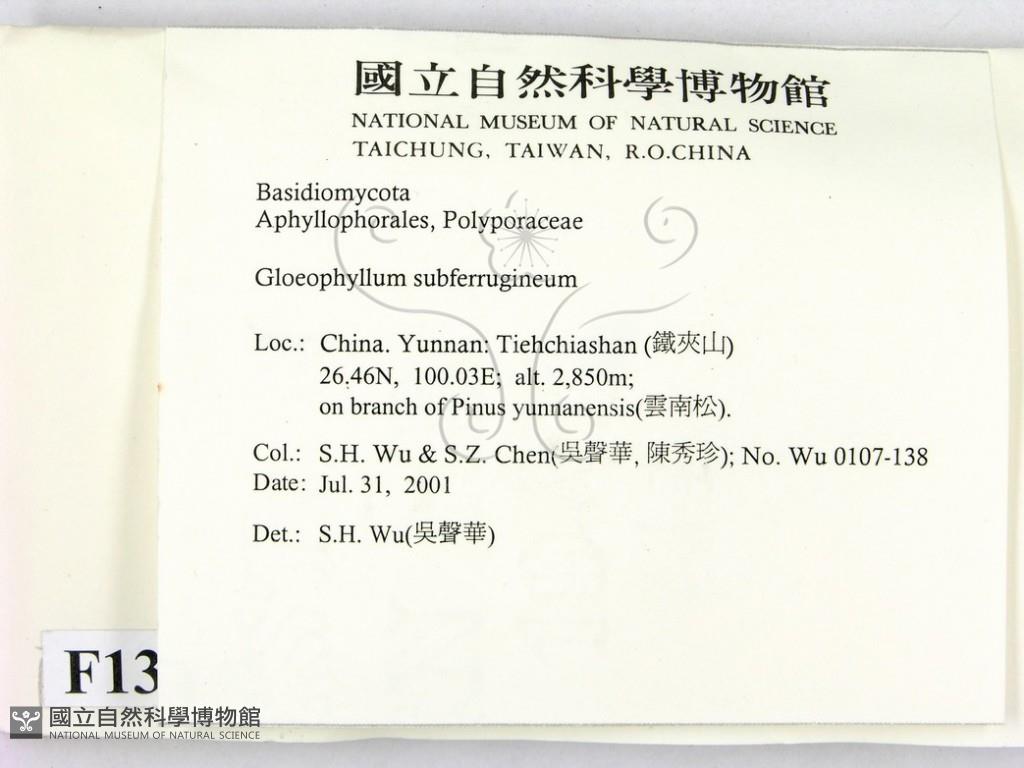 國立自然科學博物館
NATIONAL MUSEUM OF NATURAL SCIENCE
TAICHUNG, TAIWAN, R.O.CHINA
Basidiomycota
Aphyllophorales, Polyporaceae
Gloeophyllum subferrugineum
Loc.: China. Yunnan: Tiehchiashan (鐵夾山)
26.46N, 100.03E; alt. 2,850m;
on branch of Pinus yunnanensis(雲南松).
Col.: S.H. Wu & S.Z. Chen(吳聲華, 陳秀珍); No. Wu 0107-138
Date: Jul. 31, 2001
Det.: S.H. Wu(吳聲華)
F13
國立自然科學博物館
NATIONAL MUSEUM OF NATURAL SCIENCE